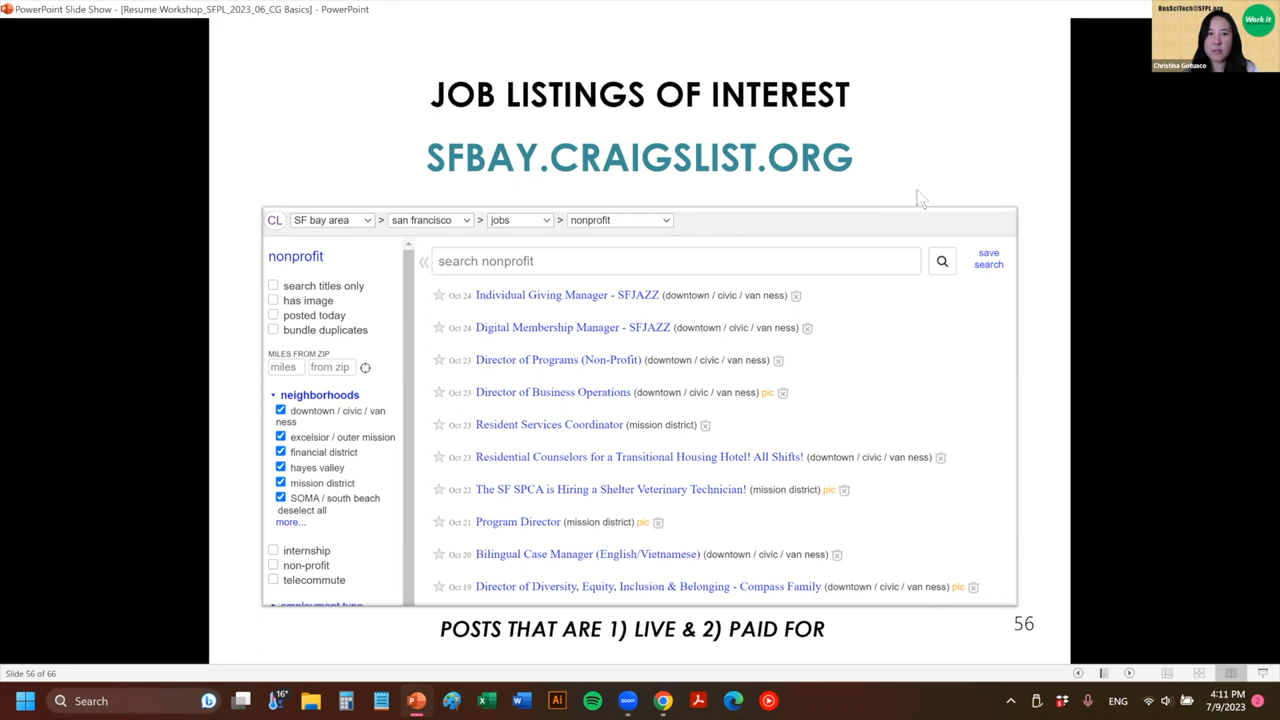 PowerPoint Slide Show - [Resume Workshop_SFPL_2023_06_CG Basics] - PowerPoint
BusSciTech@SFPL.org
Work it
Christina Gotuaco
JOB LISTINGS OF INTEREST
SFBAY.CRAIGSLIST.ORG
CL SF bay area > san francisco > jobs > nonprofit
nonprofit
search titles only
has image
posted today
bundle duplicates
MILES FROM ZIP
miles from zip
neighborhoods
downtown / civic / van
ness
excelsior / outer mission
financial district
hayes valley
mission district
SOMA / south beach
deselect all
more...
internship
non-profit
telecommute
employment type
search nonprofit
save
search
Oct 24 Individual Giving Manager - SFJAZZ (downtown / civic / van ness)
Oct 24 Digital Membership Manager - SFJAZZ (downtown / civic / van ness)
Oct 23 Director of Programs (Non-Profit) (downtown / civic / van ness)
Oct 23 Director of Business Operations (downtown / civic / van ness) pic
Oct 23 Resident Services Coordinator (mission district)
Oct 23 Residential Counselors for a Transitional Housing Hotel! All Shifts! (downtown / civic / van ness)
Oct 22 The SF SPCA is Hiring a Shelter Veterinary Technician! (mission district) pic
Oct 21 Program Director (mission district) pic
Oct 20 Bilingual Case Manager (English/Vietnamese) (downtown / civic / van ness)
Oct 19 Director of Diversity, Equity, Inclusion & Belonging - Compass Family (downtown / civic / van ness) pic
POSTS THAT ARE 1) LIVE & 2) PAID FOR
56
Slide 56 of 66
Search
16°
Ai
zoom
ENG
4:11 PM
7/9/2023
2